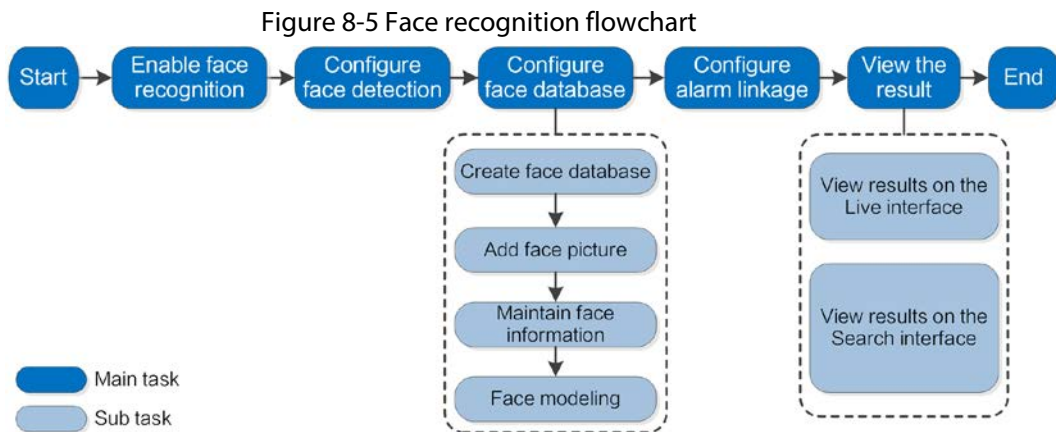 Figure 8-5 Face recognition flowchart
Start
Enable face
recognition
Configure
face detection
Configure
face database
Configure
alarm linkage
View the
result
End
Create face database
Add face picture
Maintain face
information
Face modeling
View results on the
Live interface
View results on the
Search interface
Main task
Sub task